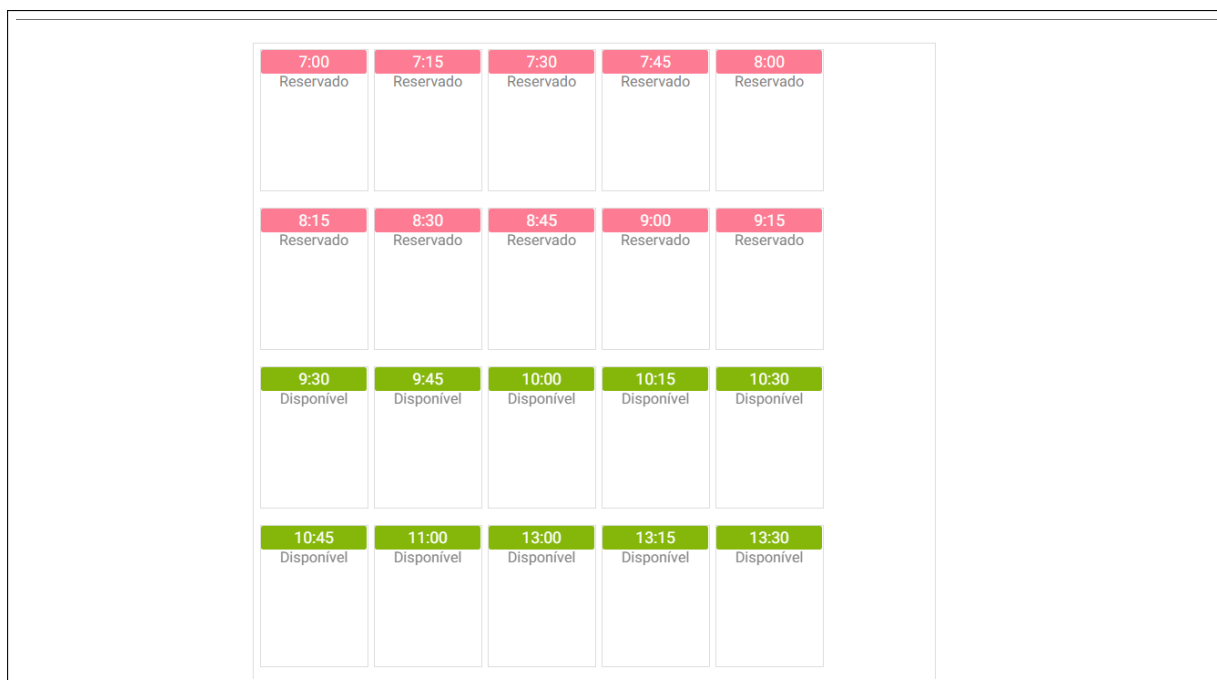 7:00 7:15 7:30 7:45 8:00
Reservado Reservado Reservado Reservado Reservado
8:15 8:30 8:45 9:00 9:15
Reservado Reservado Reservado Reservado Reservado
9:30 9:45 10:00 10:15 10:30
Disponível Disponível Disponível Disponível Disponível
10:45 11:00 13:00 13:15 13:30
Disponível Disponível Disponível Disponível Disponível